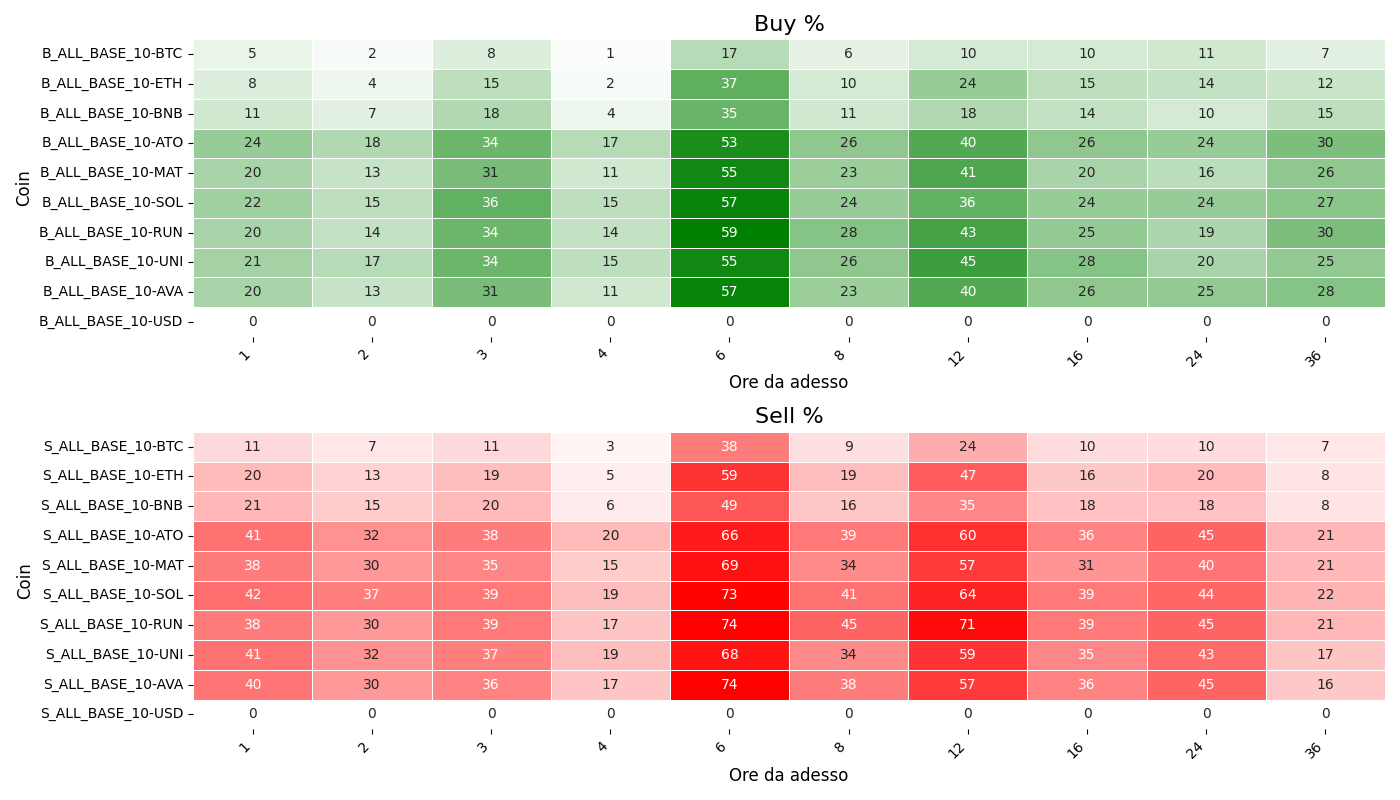 Buy %
Coin
B_ALL_BASE_10-BTC 5 2 8 1 17 6 10 10 11 7
B_ALL_BASE_10-ETH 8 4 15 2 37 10 24 15 14 12
B_ALL_BASE_10-BNB 11 7 18 4 35 11 18 14 10 15
B_ALL_BASE_10-ATO 24 18 34 17 53 26 40 26 24 30
B_ALL_BASE_10-MAT 20 13 31 11 55 23 41 20 16 26
B_ALL_BASE_10-SOL 22 15 36 15 57 24 36 24 24 27
B_ALL_BASE_10-RUN 20 14 34 14 59 28 43 25 19 30
B_ALL_BASE_10-UNI 21 17 34 15 55 26 45 28 20 25
B_ALL_BASE_10-AVA 20 13 31 11 57 23 40 26 25 28
B_ALL_BASE_10-USD 0 0 0 0 0 0 0 0 0 0
1 2 3 4 6 8 12 16 24 36
Ore da adesso
Sell %
Coin
S_ALL_BASE_10-BTC 11 7 11 3 38 9 24 10 10 7
S_ALL_BASE_10-ETH 20 13 19 5 59 19 47 16 20 8
S_ALL_BASE_10-BNB 21 15 20 6 49 16 35 18 18 8
S_ALL_BASE_10-ATO 41 32 38 20 66 39 60 36 45 21
S_ALL_BASE_10-MAT 38 30 35 15 69 34 57 31 40 21
S_ALL_BASE_10-SOL 42 37 39 19 73 41 64 39 44 22
S_ALL_BASE_10-RUN 38 30 39 17 74 45 71 39 45 21
S_ALL_BASE_10-UNI 41 32 37 19 68 34 59 35 43 17
S_ALL_BASE_10-AVA 40 30 36 17 74 38 57 36 45 16
S_ALL_BASE_10-USD 0 0 0 0 0 0 0 0 0 0
1 2 3 4 6 8 12 16 24 36
Ore da adesso